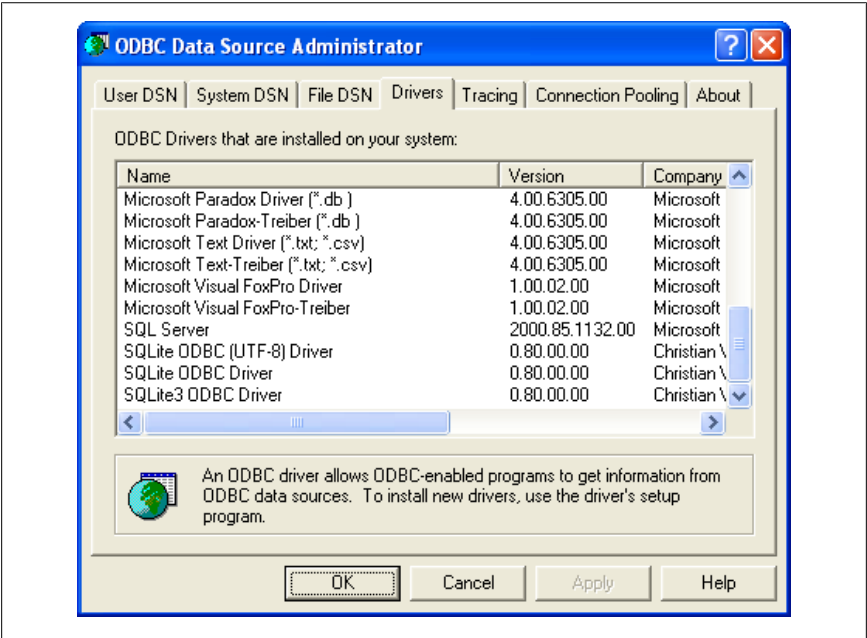 ODBC Data Source Administrator
User DSN System DSN File DSN Drivers Tracing Connection Pooling About
ODBC Drivers that are installed on your system:
Name Version Company
Microsoft Paradox Driver (*.db ) 4.00.6305.00 Microsoft
Microsoft Paradox-Treiber (*.db ) 4.00.6305.00 Microsoft
Microsoft Text Driver (*.txt; *.csv) 4.00.6305.00 Microsoft
Microsoft Text-Treiber (*.txt; *.csv) 4.00.6305.00 Microsoft
Microsoft Visual FoxPro Driver 1.00.02.00 Microsoft
Microsoft Visual FoxPro-Treiber 1.00.02.00 Microsoft
SQL Server 2000.85.1132.00 Microsoft
SQLite ODBC (UTF-8) Driver 0.80.00.00 Christian
SQLite ODBC Driver 0.80.00.00 Christian
SQLite3 ODBC Driver 0.80.00.00 Christian
An ODBC driver allows ODBC-enabled programs to get information from
ODBC data sources. To install new drivers, use the driver's setup
program.
OK Cancel Apply Help